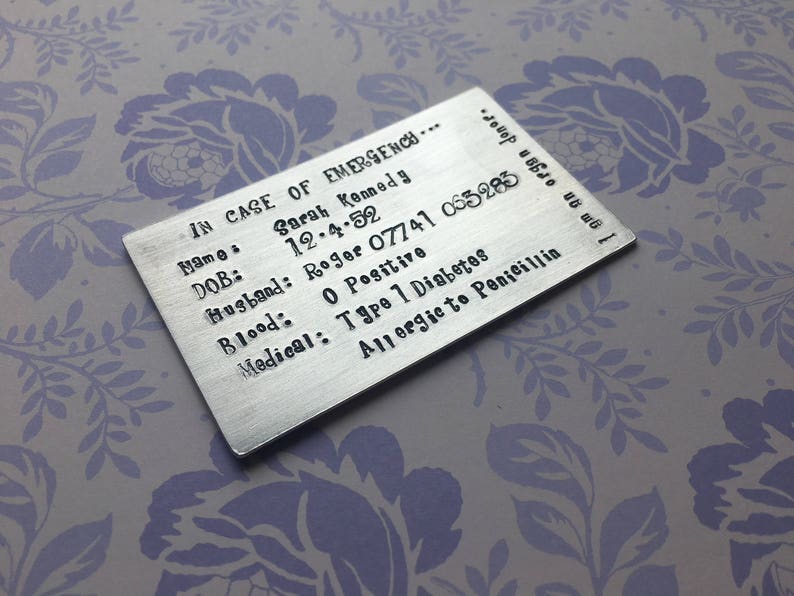 IN CASE OF EMERGENCY...
Name: Sarah Kennedy
DOB: 12.4.52
Husband: Roger 07741 063283
Blood: O Positive
Medical: Type 1 Diabetes
Allergic to Penicillin
I am an organ donor.